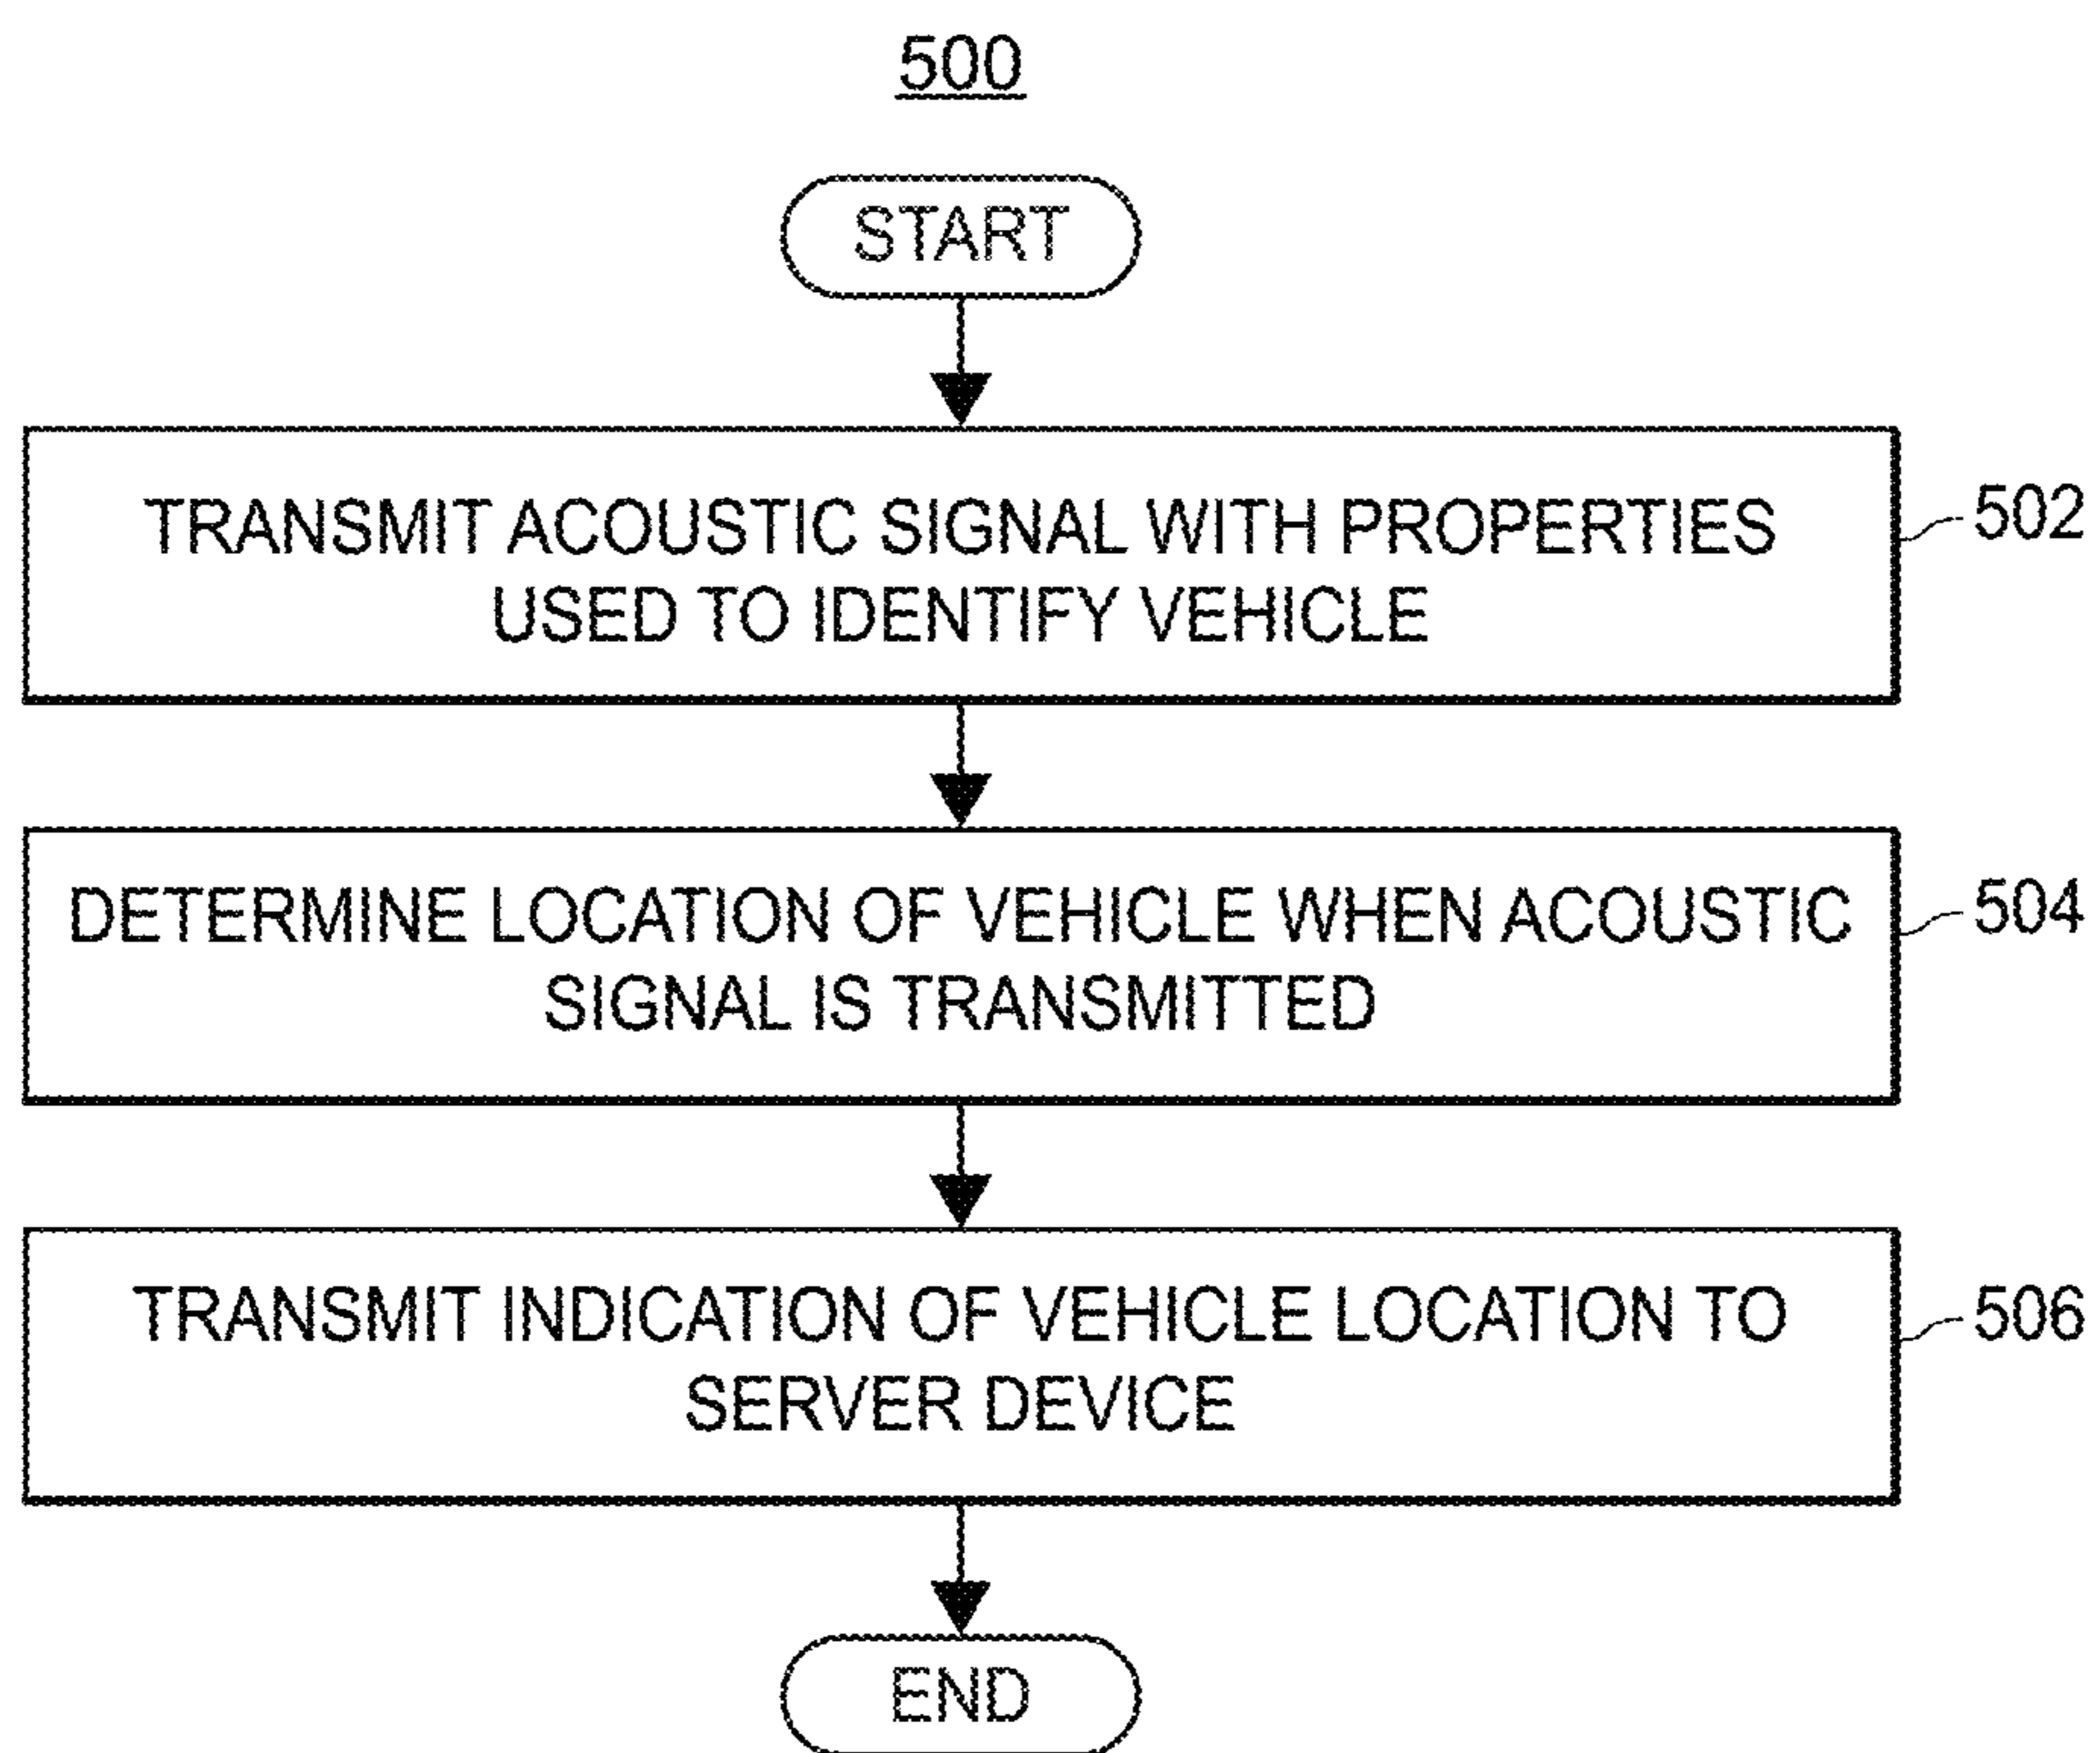 500
START
TRANSMIT ACOUSTIC SIGNAL WITH PROPERTIES
USED TO IDENTIFY VEHICLE
502
DETERMINE LOCATION OF VEHICLE WHEN ACOUSTIC
SIGNAL IS TRANSMITTED
504
TRANSMIT INDICATION OF VEHICLE LOCATION TO
SERVER DEVICE
506
END